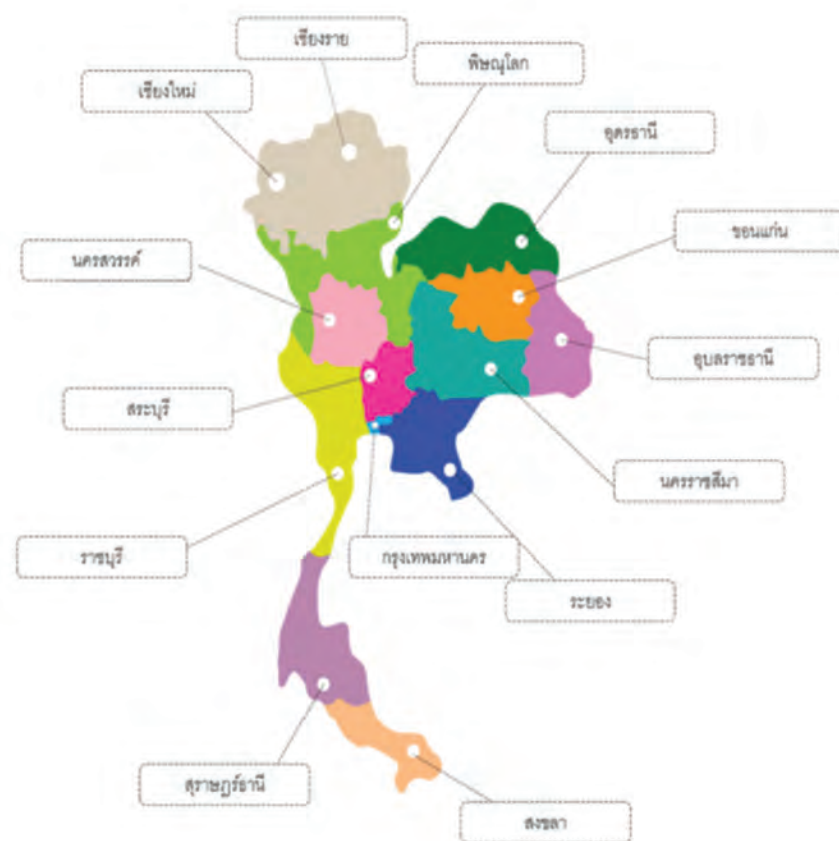 เชียงราย
พิษณุโลก
เชียงใหม่
อุดรธานี
ขอนแก่น
นครสวรรค์
อุบลราชธานี
สระบุรี
นครราชสีมา
ราชบุรี
กรุงเทพมหานคร
ระยอง
สุราษฎร์ธานี
สงขลา